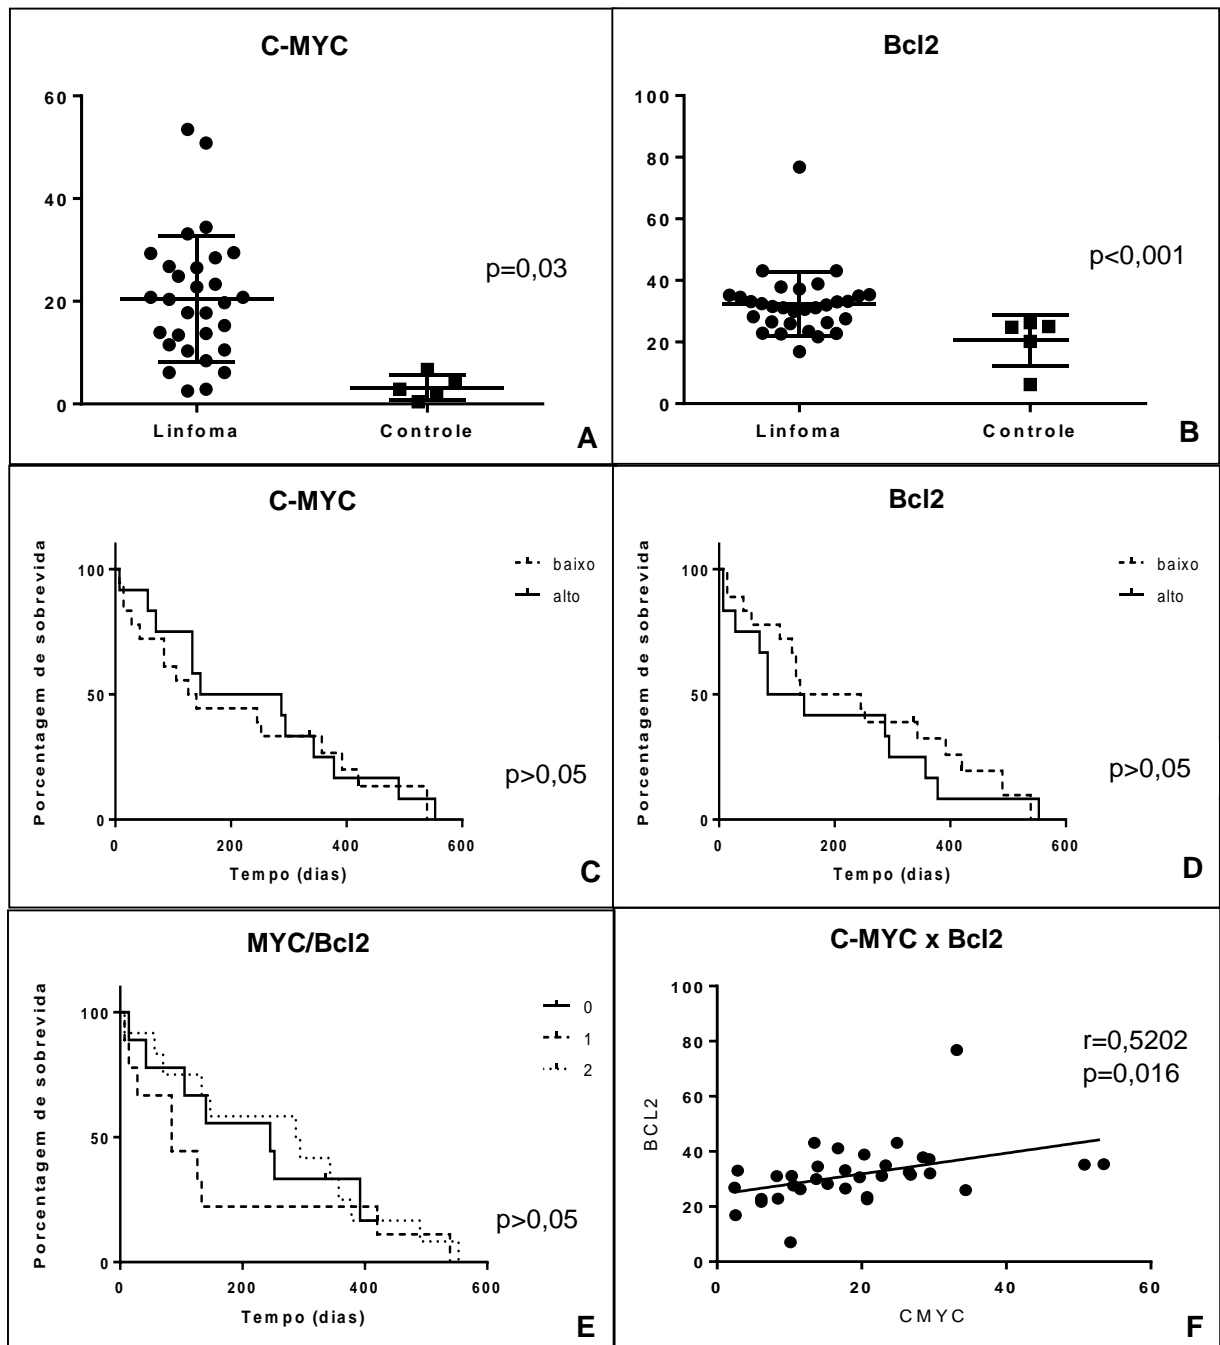 C-MYC
60
40
20
0
Linfoma
Controle
p=0,03
A
Bcl2
100
80
60
40
20
0
Linfoma
Controle
p<0,001
B
C-MYC
Porcentagem de sobrevida
100
50
0
0
200
400
600
Tempo (dias)
baixo
alto
p>0,05
C
Bcl2
Porcentagem de sobrevida
100
50
0
0
200
400
600
Tempo (dias)
baixo
alto
p>0,05
D
MYC/Bcl2
Porcentagem de sobrevida
100
50
0
0
200
400
600
Tempo (dias)
0
1
2
p>0,05
E
C-MYC x Bcl2
BCL2
100
80
60
40
20
0
0
20
40
60
CMYC
r=0,5202
p=0,016
F